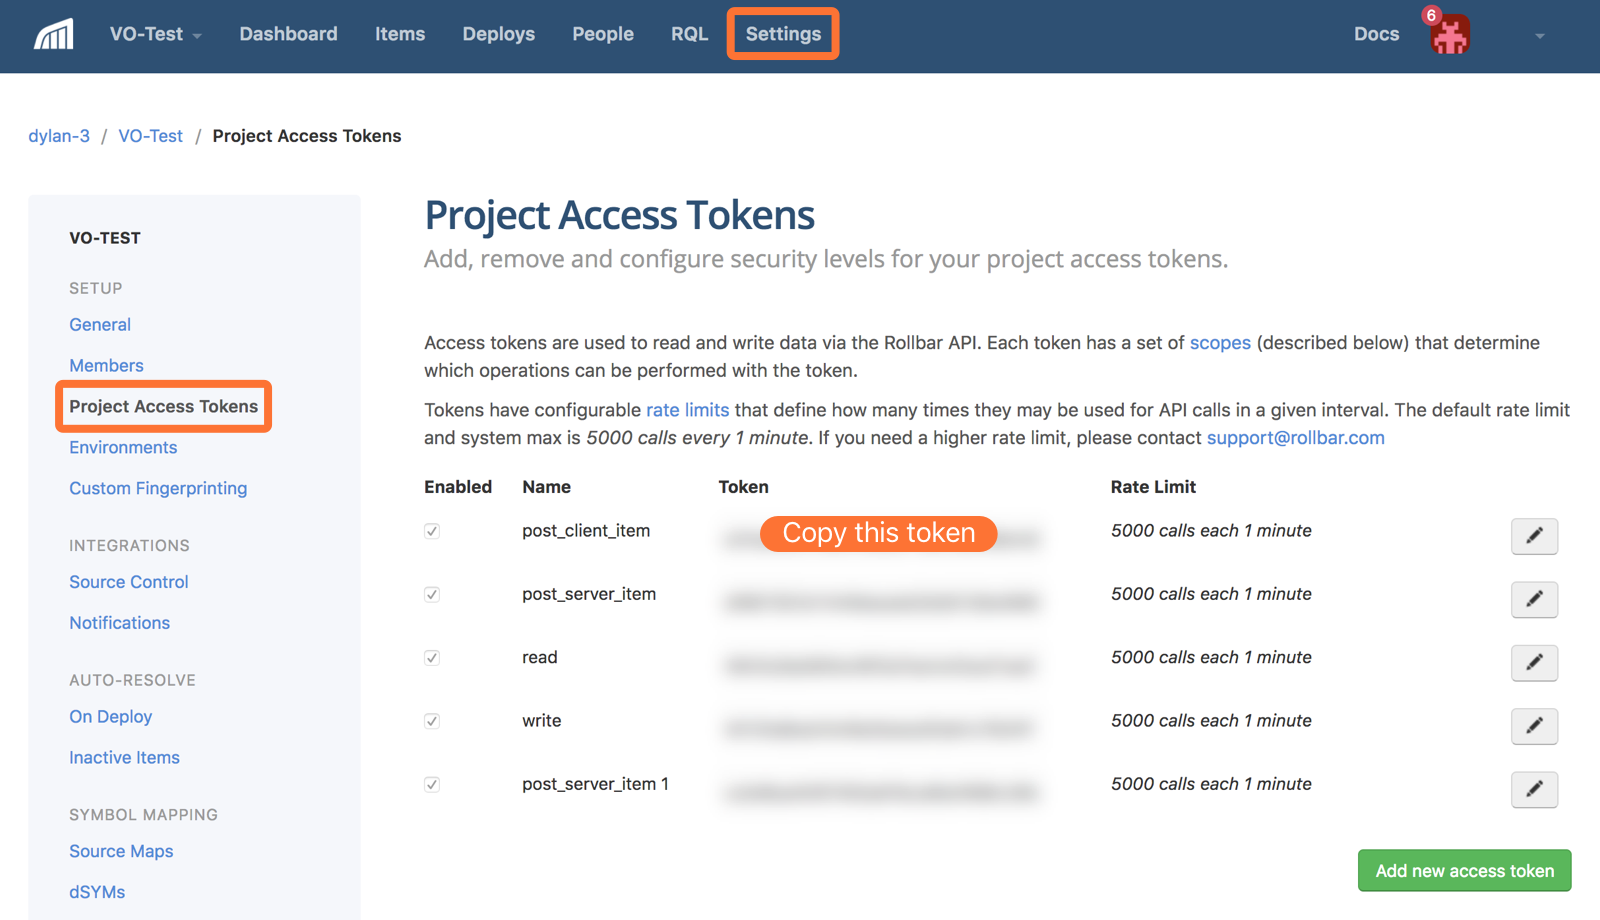 VO-Test Dashboard Items Deploys People RQL Settings Docs 6
dylan-3 / VO-Test / Project Access Tokens
VO-TEST
SETUP
General
Members
Project Access Tokens
Environments
Custom Fingerprinting
INTEGRATIONS
Source Control
Notifications
AUTO-RESOLVE
On Deploy
Inactive Items
SYMBOL MAPPING
Source Maps
dSYMs
Project Access Tokens
Add, remove and configure security levels for your project access tokens.
Access tokens are used to read and write data via the Rollbar API. Each token has a set of scopes (described below) that determine
which operations can be performed with the token.
Tokens have configurable rate limits that define how many times they may be used for API calls in a given interval. The default rate limit
and system max is 5000 calls every 1 minute. If you need a higher rate limit, please contact support@rollbar.com
Enabled Name Token Rate Limit
post_client_item Copy this token 5000 calls each 1 minute
post_server_item 5000 calls each 1 minute
read 5000 calls each 1 minute
write 5000 calls each 1 minute
post_server_item 1 5000 calls each 1 minute
Add new access token